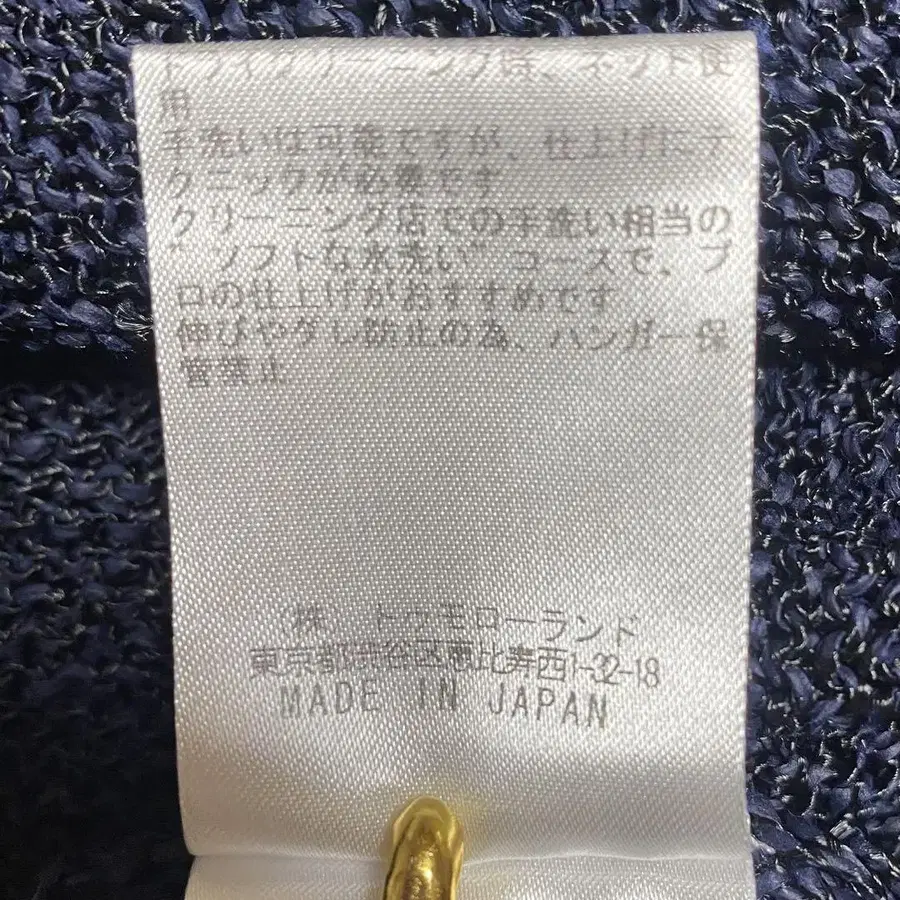 ドライクリーニング時、ネット使
用
手洗いは可能ですが、仕上げにテ
クニックが必要です
クリーニング店での手洗い相当の
"ソフトな水洗い"コースで、プ
ロの仕上げがおすすめです
伸びやダレ防止の為、ハンガー保
管禁止
(株)トゥモローランド
東京都渋谷区恵比寿西1-32-18
MADE IN JAPAN